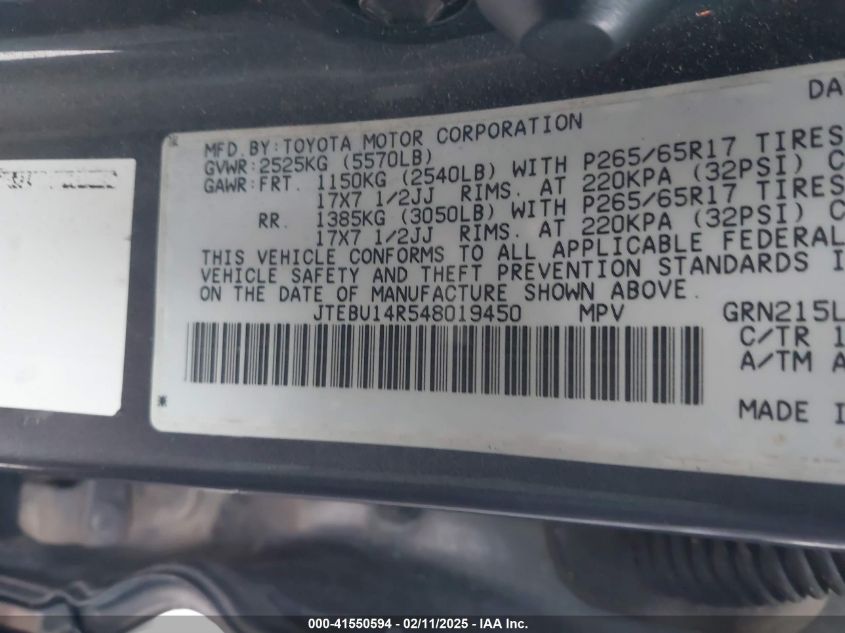 DA
MFD.BY:TOYOTA MOTOR CORPORATION
GVWR:2525KG (5570LB)
GAWR:FRT. 1150KG (2540LB) WITH P265/65R17 TIRES
17X7 1/2JJ RIMS. AT 220KPA (32PSI) C
RR. 1385KG (3050LB) WITH P265/65R17 TIRES
17X7 1/2JJ RIMS. AT 220KPA (32PSI) C
THIS VEHICLE CONFORMS TO ALL APPLICABLE FEDERAL
VEHICLE SAFETY AND THEFT PREVENTION STANDARDS I
ON THE DATE OF MANUFACTURE SHOWN ABOVE.
JTEBU14R548019450 MPV GRN215L
C/TR 1
A/TM A
MADE I
000-41550594 - 02/11/2025 - IAA Inc.